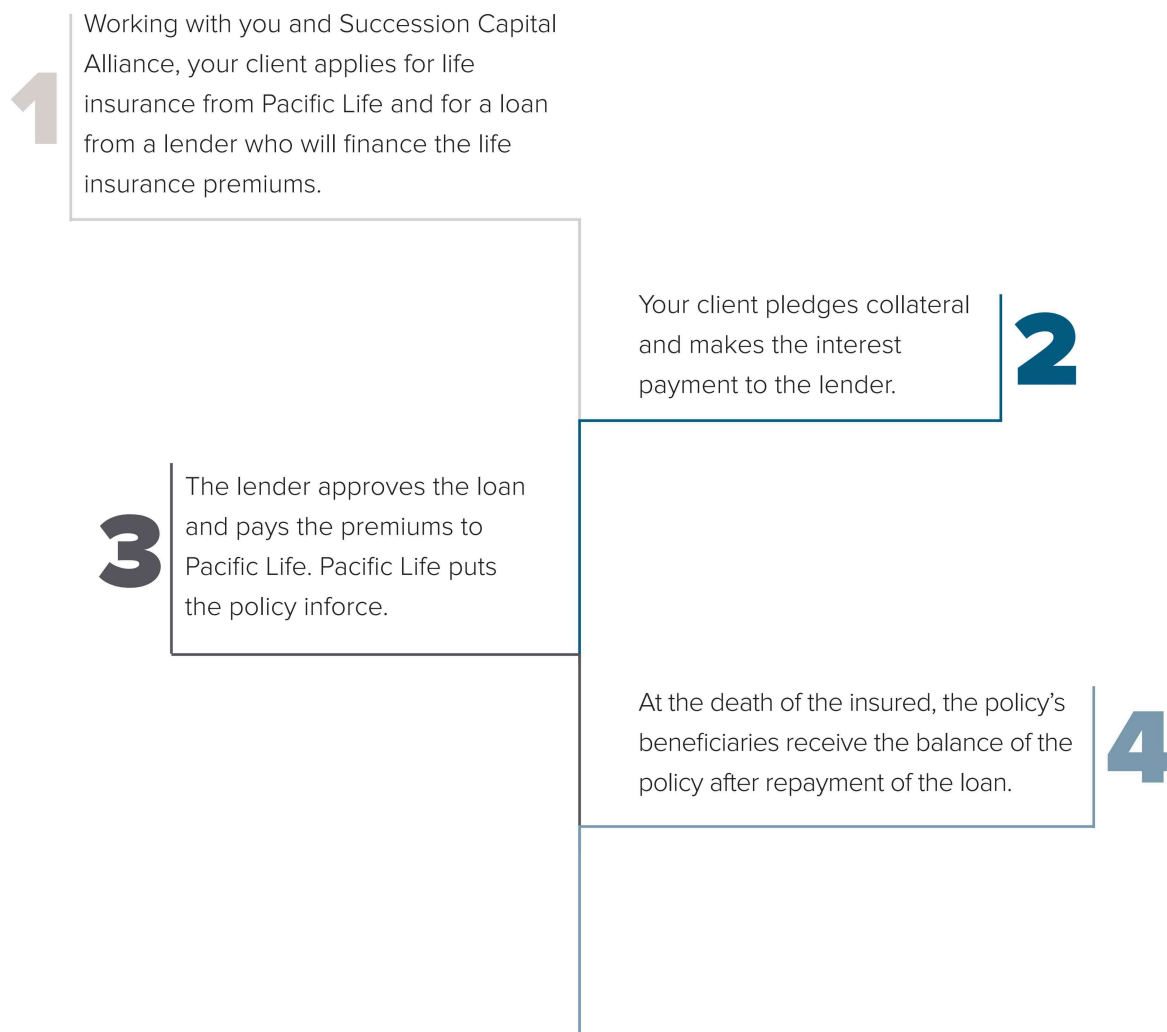 1
Working with you and Succession Capital
Alliance, your client applies for life
insurance from Pacific Life and for a loan
from a lender who will finance the life
insurance premiums.
2
Your client pledges collateral
and makes the interest
payment to the lender.
3
The lender approves the loan
and pays the premiums to
Pacific Life. Pacific Life puts
the policy inforce.
4
At the death of the insured, the policy’s
beneficiaries receive the balance of the
policy after repayment of the loan.